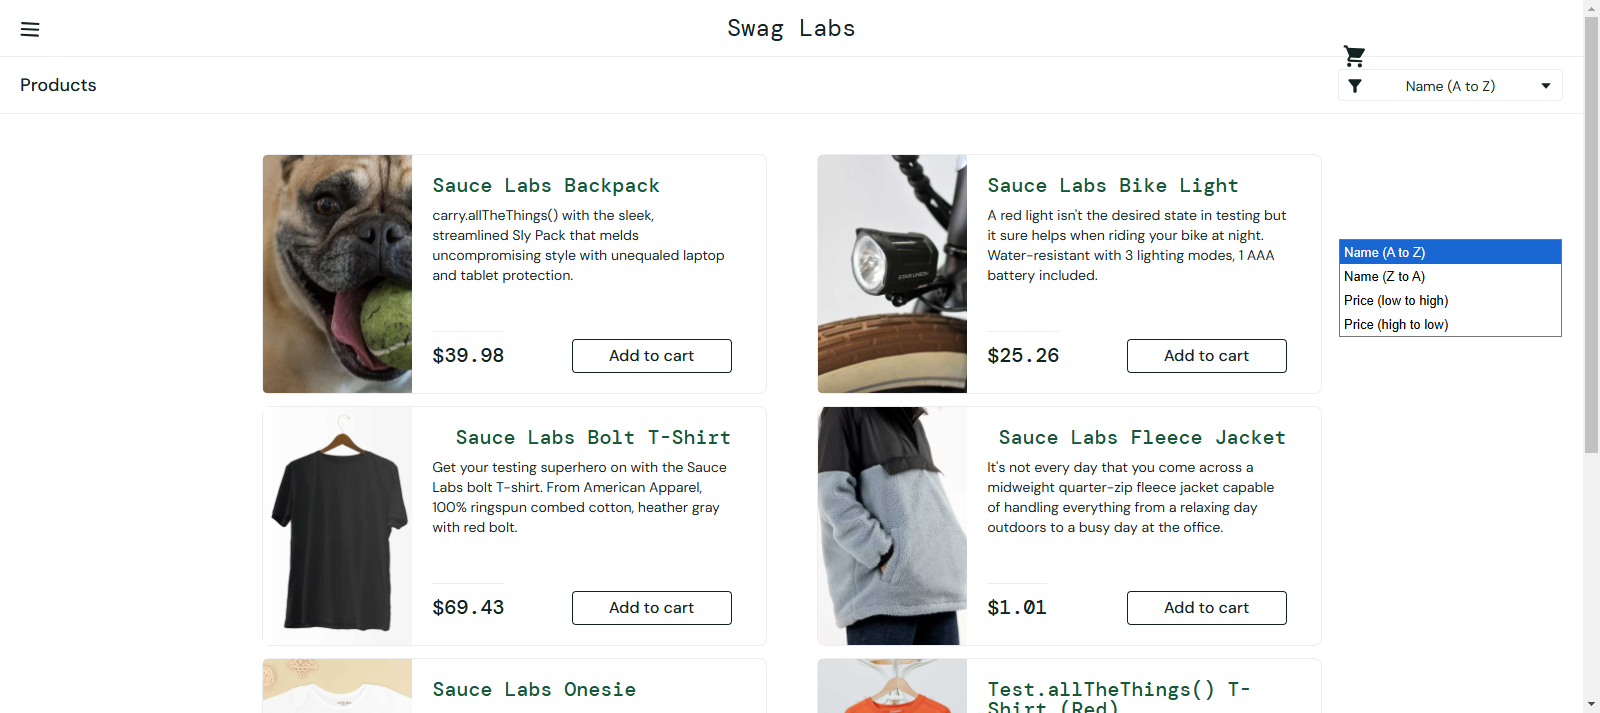 Swag Labs
Products
Name (A to Z)
Sauce Labs Backpack
carry.allTheThings() with the sleek,
streamlined Sly Pack that melds
uncompromising style with unequaled laptop
and tablet protection.
$39.98
Add to cart
Sauce Labs Bike Light
A red light isn't the desired state in testing but
it sure helps when riding your bike at night.
Water-resistant with 3 lighting modes, 1 AAA
battery included.
$25.26
Add to cart
STAR UNION
Name (A to Z)
Name (Z to A)
Price (low to high)
Price (high to low)
Sauce Labs Bolt T-Shirt
Get your testing superhero on with the Sauce
Labs bolt T-shirt. From American Apparel,
100% ringspun combed cotton, heather gray
with red bolt.
$69.43
Add to cart
Sauce Labs Fleece Jacket
It's not every day that you come across a
midweight quarter-zip fleece jacket capable
of handling everything from a relaxing day
outdoors to a busy day at the office.
$1.01
Add to cart
Sauce Labs Onesie
Test.allTheThings() T-
Shirt (Red)